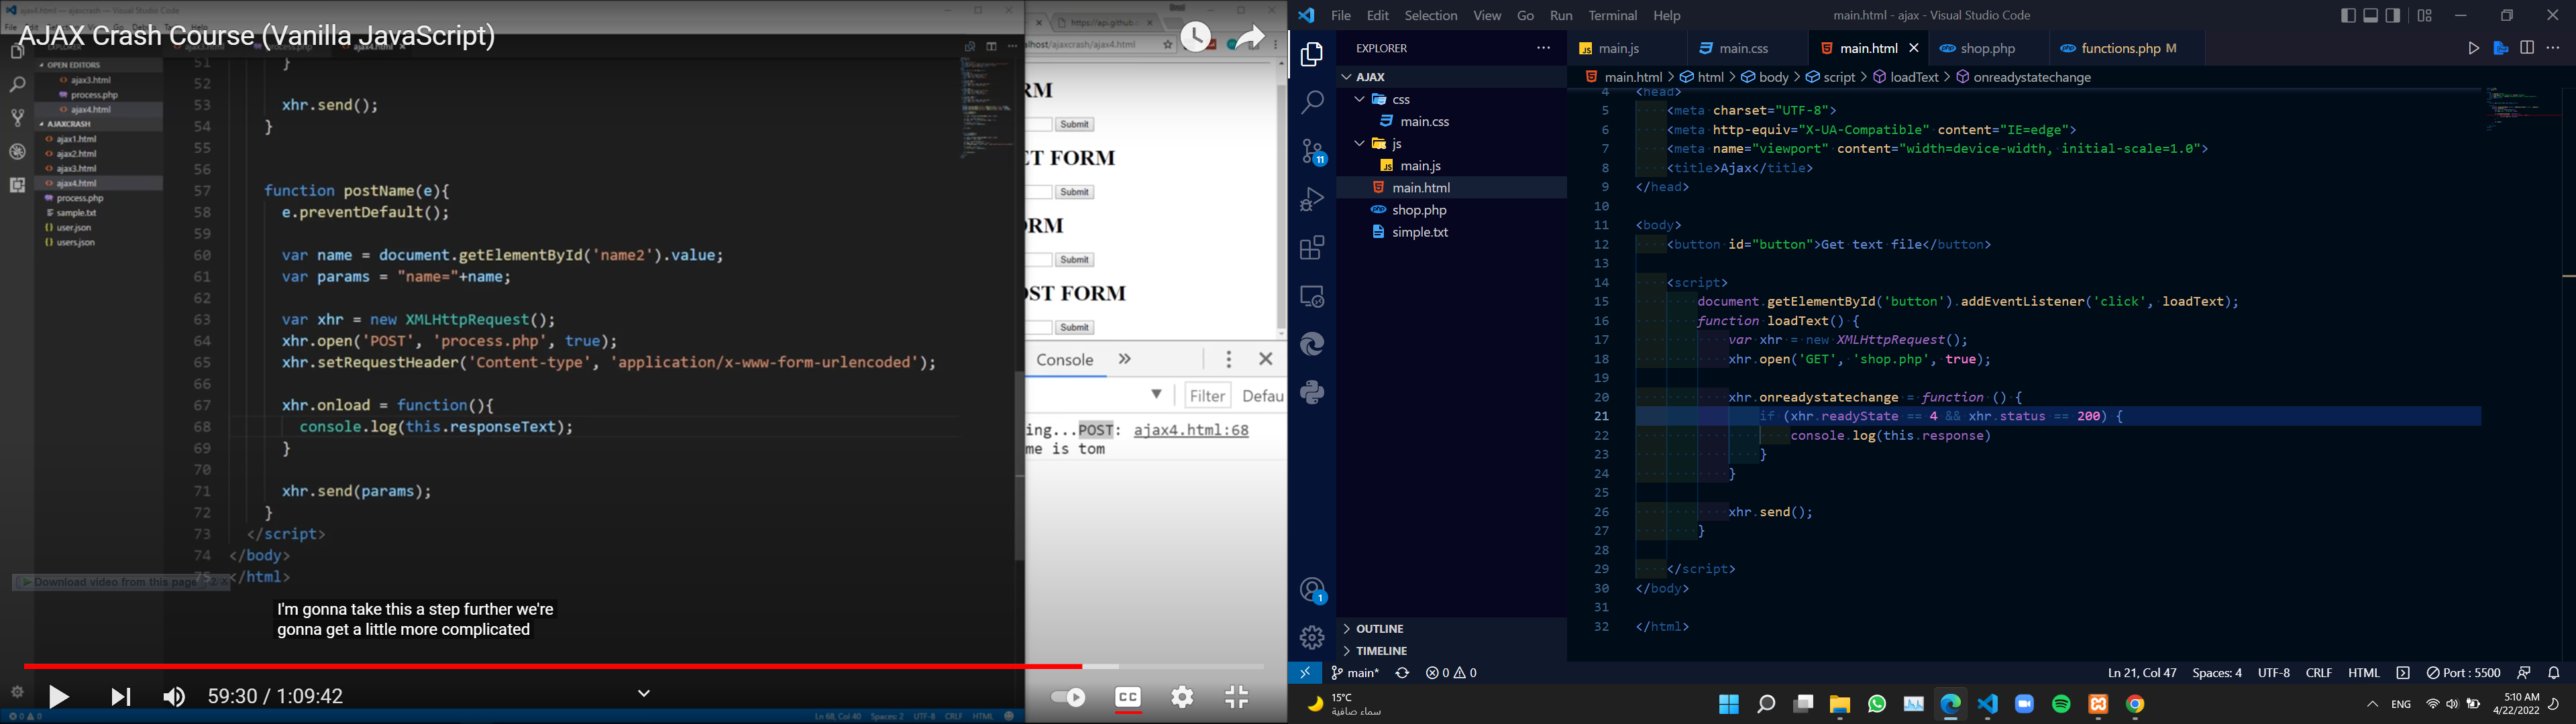 AJAX Crash Course (Vanilla JavaScript)
OPEN EDITORS
ajax3.html
process.php
ajax4.html
AJAXCRASH
ajax1.html
ajax2.html
ajax3.html
ajax4.html
process.php
sample.txt
user.json
users.json
51 }
52
53 xhr.send();
54 }
55
56
57 function postName(e){
58 e.preventDefault();
59
60 var name = document.getElementById('name2').value;
61 var params = "name="+name;
62
63 var xhr = new XMLHttpRequest();
64 xhr.open('POST', 'process.php', true);
65 xhr.setRequestHeader('Content-type', 'application/x-www-form-urlencoded');
66
67 xhr.onload = function(){
68 console.log(this.responseText);
69 }
70
71 xhr.send(params);
72 }
73 </script>
74 </body>
75 </html>
Download video from this page
I'm gonna take this a step further we're
gonna get a little more complicated
59:30 / 1:09:42
CC
Ln 68, Col 40 Spaces: 2 UTF-8 CRLF HTML
https://api.github.
lhost/ajaxcrash/ajax4.html
RM
Submit
ET FORM
Submit
ORM
Submit
OST FORM
Submit
Console
Filter Defau
ing...POST: ajax4.html:68
me is tom
File Edit Selection View Go Run Terminal Help
main.html - ajax - Visual Studio Code
EXPLORER
AJAX
css
main.css
js
main.js
main.html
shop.php
simple.txt
OUTLINE
TIMELINE
11
1
main.js main.css main.html shop.php functions.php M
main.html > html > body > script > loadText > onreadystatechange
4 <head>
5 <meta charset="UTF-8">
6 <meta http-equiv="X-UA-Compatible" content="IE=edge">
7 <meta name="viewport" content="width=device-width, initial-scale=1.0">
8 <title>Ajax</title>
9 </head>
10
11 <body>
12 <button id="button">Get text file</button>
13
14 <script>
15 document.getElementById('button').addEventListener('click', loadText);
16 function loadText() {
17 var xhr = new XMLHttpRequest();
18 xhr.open('GET', 'shop.php', true);
19
20 xhr.onreadystatechange = function () {
21 if (xhr.readyState == 4 && xhr.status == 200) {
22 console.log(this.response)
23 }
24 }
25
26 xhr.send();
27 }
28
29 </script>
30 </body>
31
32 </html>
main* 0 0
Ln 21, Col 47 Spaces: 4 UTF-8 CRLF HTML Port : 5500
15°C
سماء صافية
ENG
5:10 AM
4/22/2022